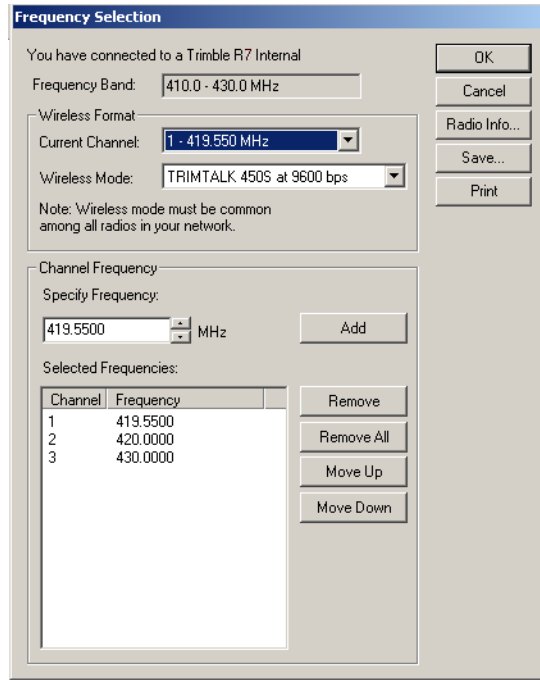 Frequency Selection
You have connected to a Trimble R7 Internal
Frequency Band: 410.0 - 430.0 MHz
Wireless Format
Current Channel: 1 - 419.550 MHz
Wireless Mode: TRIMTALK 450S at 9600 bps
Note: Wireless mode must be common
among all radios in your network.
OK
Cancel
Radio Info...
Save...
Print
Channel Frequency
Specify Frequency:
419.5500 MHz Add
Selected Frequencies:
Channel Frequency
1 419.5500
2 420.0000
3 430.0000
Remove
Remove All
Move Up
Move Down